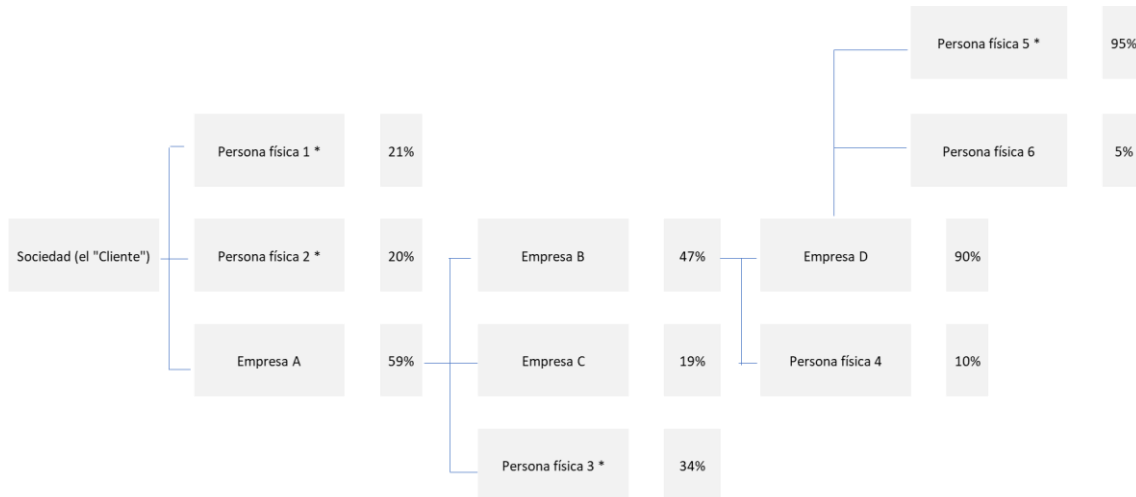 Persona física 5 * 95%
Persona física 1 * 21% Persona física 6 5%
Sociedad (el "Cliente") Persona física 2 * 20% Empresa B 47% Empresa D 90%
Empresa A 59% Empresa C 19% Persona física 4 10%
Persona física 3 * 34%